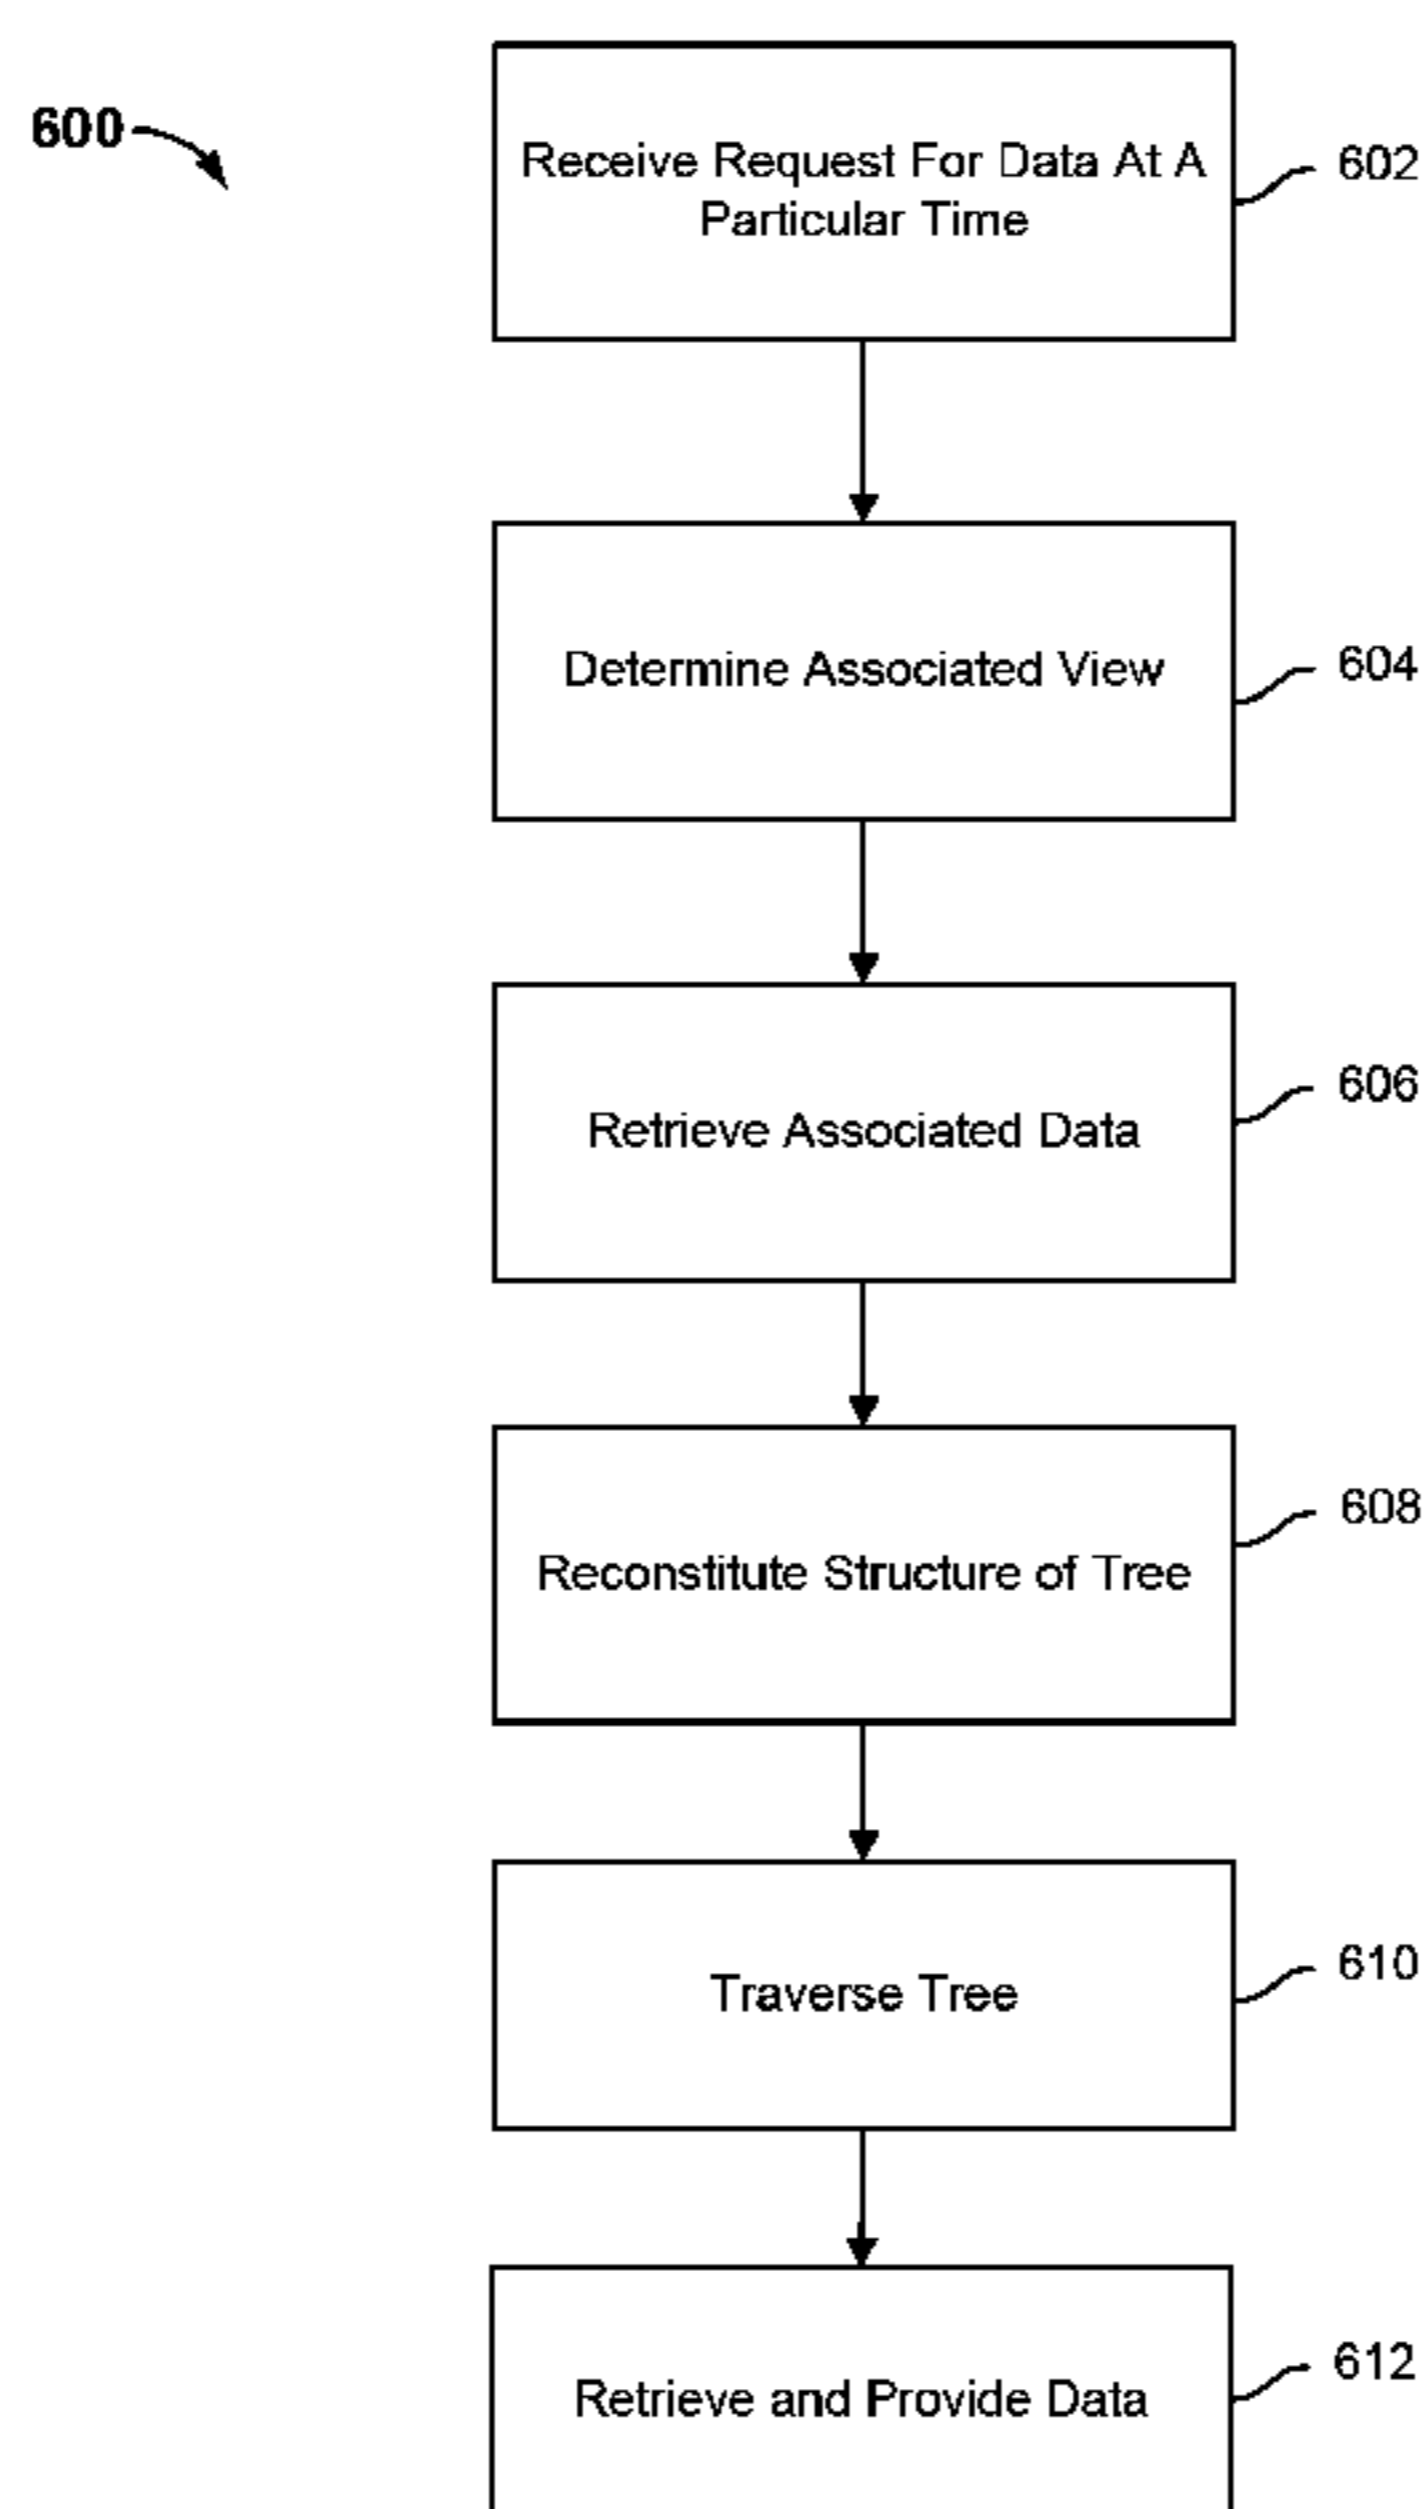 600
Receive Request For Data At A
Particular Time
602
Determine Associated View
604
Retrieve Associated Data
606
Reconstitute Structure of Tree
608
Traverse Tree
610
Retrieve and Provide Data
612